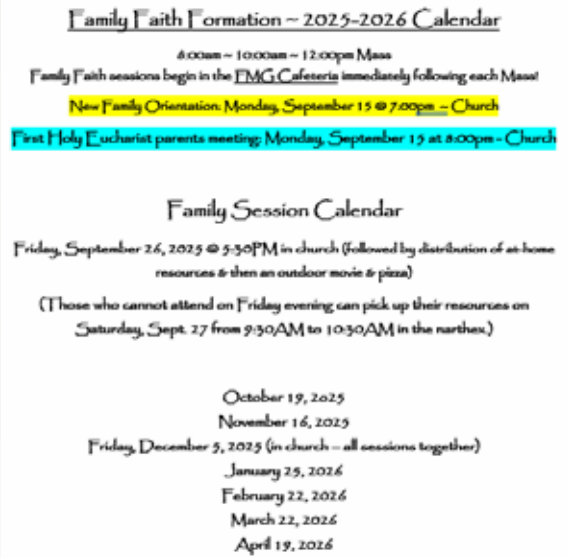 Family Faith Formation ~ 2025-2026 Calendar
8:00am ~ 10:00am ~ 12:00pm Mass
Family Faith sessions begin in the FMG Cafeteria immediately following each Mass!
New Family Orientation: Monday, September 15 @ 7:00pm ~ Church
First Holy Eucharist parents meeting: Monday, September 15 at 8:00pm - Church
Family Session Calendar
Friday, September 26, 2025 @ 5:30PM in church (followed by distribution of at-home
resources & then an outdoor movie & pizza)
(Those who cannot attend on Friday evening can pick up their resources on
Saturday, Sept. 27 from 9:30AM to 10:30AM in the narthex.)
October 19, 2025
November 16, 2025
Friday, December 5, 2025 (in church – all sessions together)
January 25, 2026
February 22, 2026
March 22, 2026
April 19, 2026